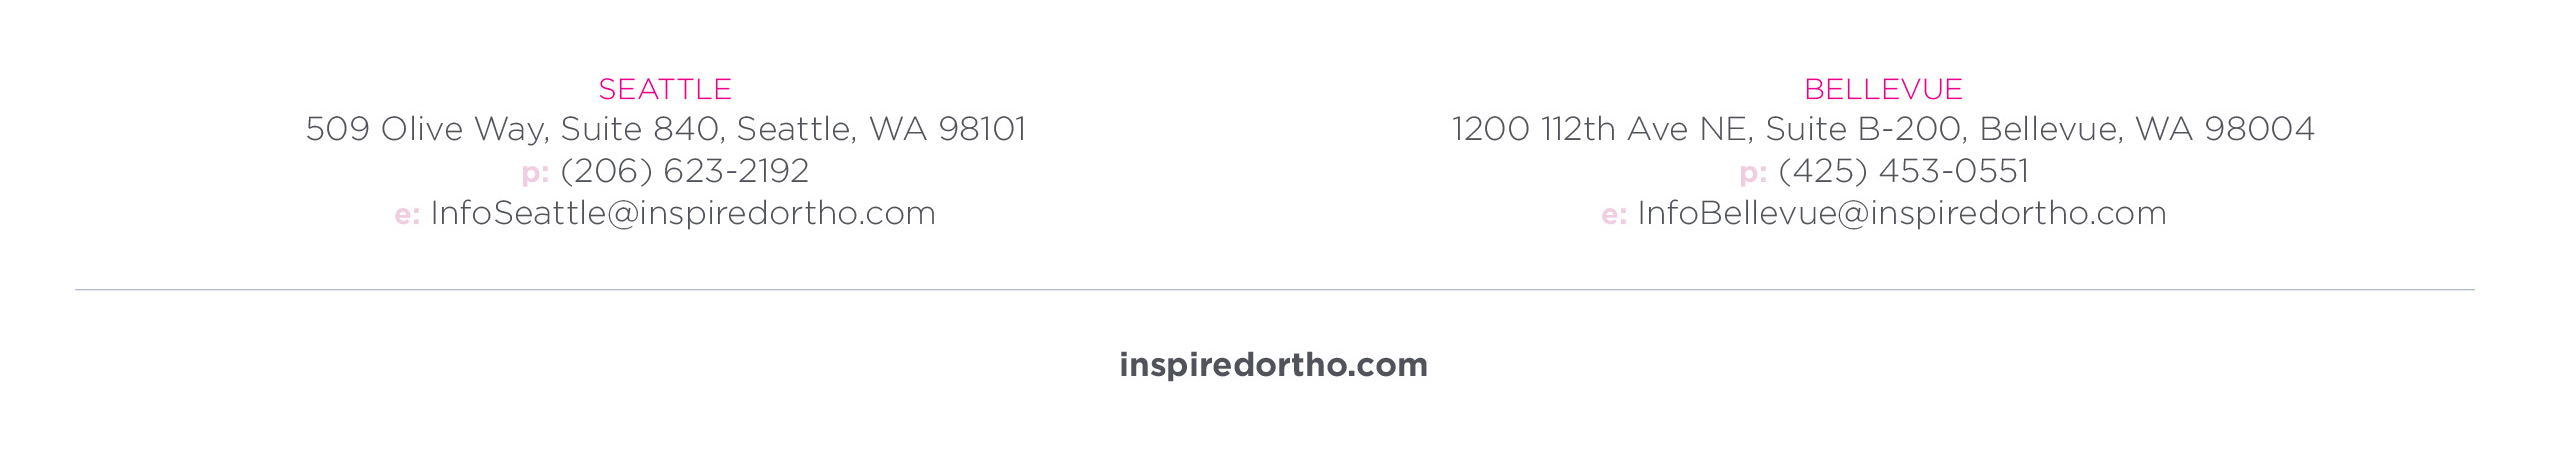 SEATTLE
509 Olive Way, Suite 840, Seattle, WA 98101
p: (206) 623-2192
e: InfoSeattle@inspiredortho.com
BELLEVUE
1200 112th Ave NE, Suite B-200, Bellevue, WA 98004
p: (425) 453-0551
e: InfoBellevue@inspiredortho.com
inspiredortho.com